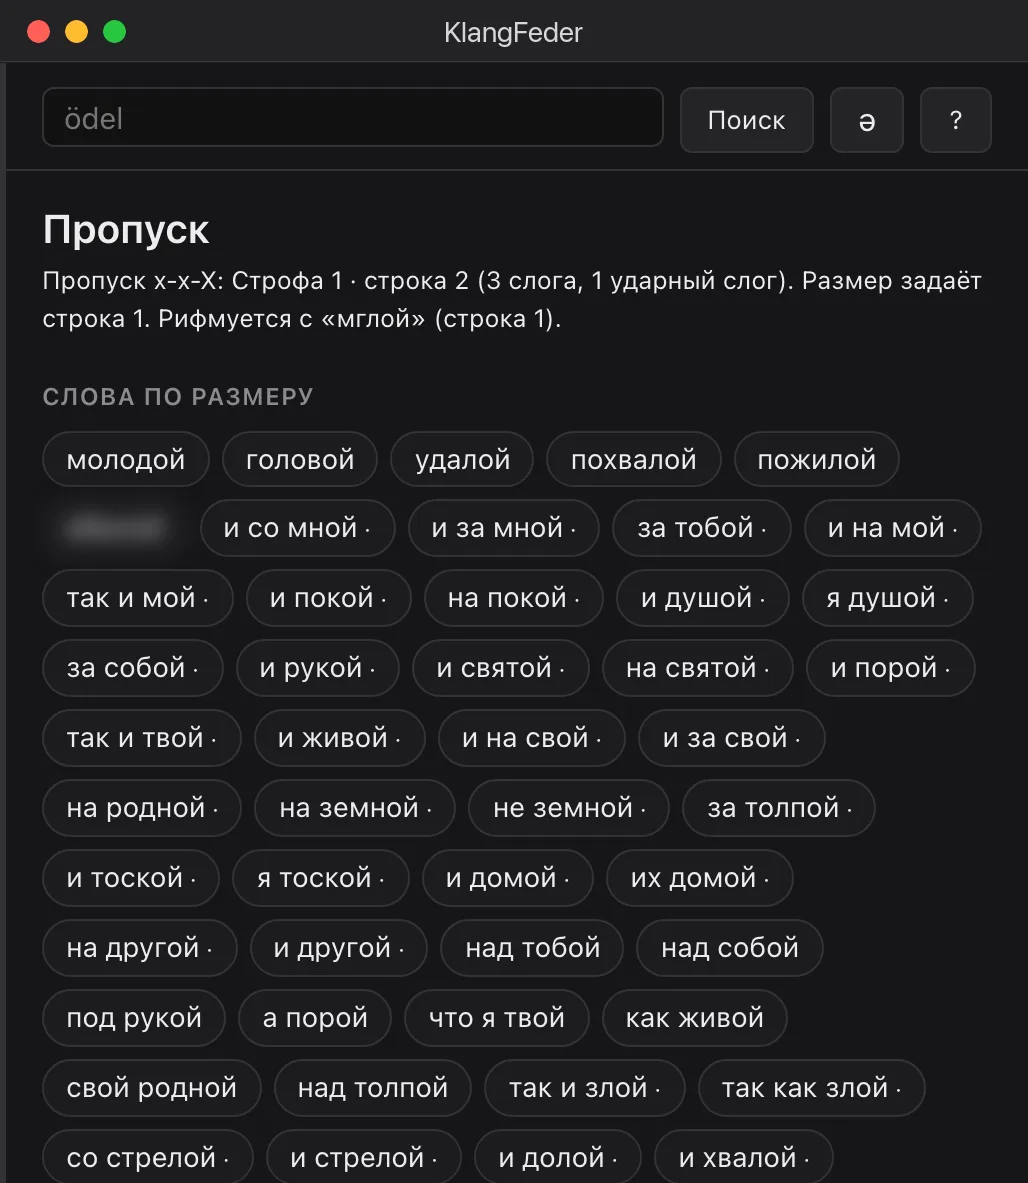 KlangFeder
ödel Поиск ə ?
Пропуск
Пропуск x-x-X: Строфа 1 · строка 2 (3 слога, 1 ударный слог). Размер задаёт
строка 1. Рифмуется с «мглой» (строка 1).
СЛОВА ПО РАЗМЕРУ
молодой головой удалой похвалой пожилой
и со мной · и за мной · за тобой · и на мой ·
так и мой · и покой · на покой · и душой · я душой ·
за собой · и рукой · и святой · на святой · и порой ·
так и твой · и живой · и на свой · и за свой ·
на родной · на земной · не земной · за толпой ·
и тоской · я тоской · и домой · их домой ·
на другой · и другой · над тобой над собой
под рукой а порой что я твой как живой
свой родной над толпой так и злой · так как злой ·
со стрелой · и стрелой · и долой · и хвалой ·